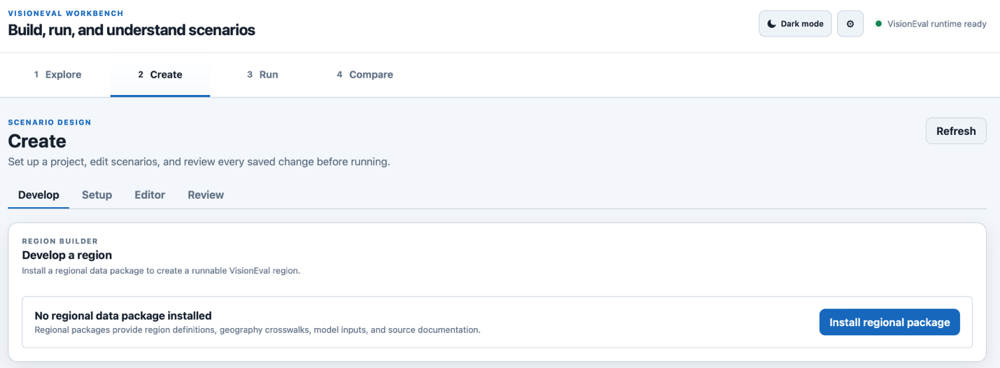 VISIONEVAL WORKBENCH
Build, run, and understand scenarios
Dark mode
VisionEval runtime ready
1 Explore
2 Create
3 Run
4 Compare
SCENARIO DESIGN
Create
Set up a project, edit scenarios, and review every saved change before running.
Refresh
Develop
Setup
Editor
Review
REGION BUILDER
Develop a region
Install a regional data package to create a runnable VisionEval region.
No regional data package installed
Regional packages provide region definitions, geography crosswalks, model inputs, and source documentation.
Install regional package